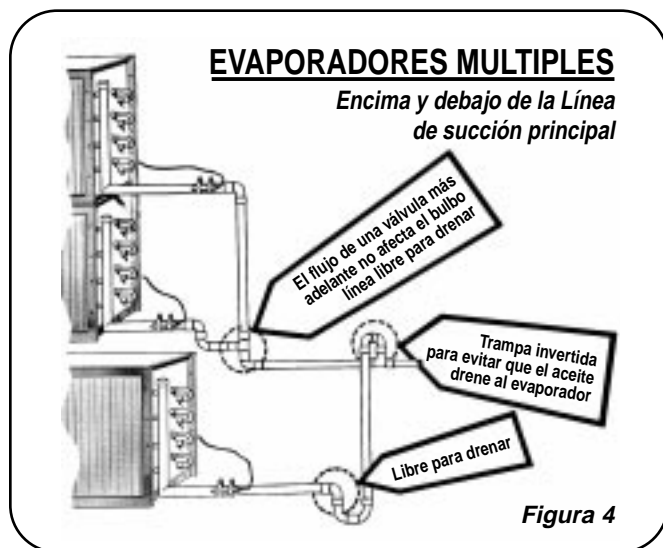 EVAPORADORES MULTIPLES
Encima y debajo de la Línea
de succión principal
El flujo de una válvula más
adelante no afecta el bulbo
línea libre para drenar
Trampa invertida
para evitar que el aceite
drene al evaporador
Libre para drenar
Figura 4